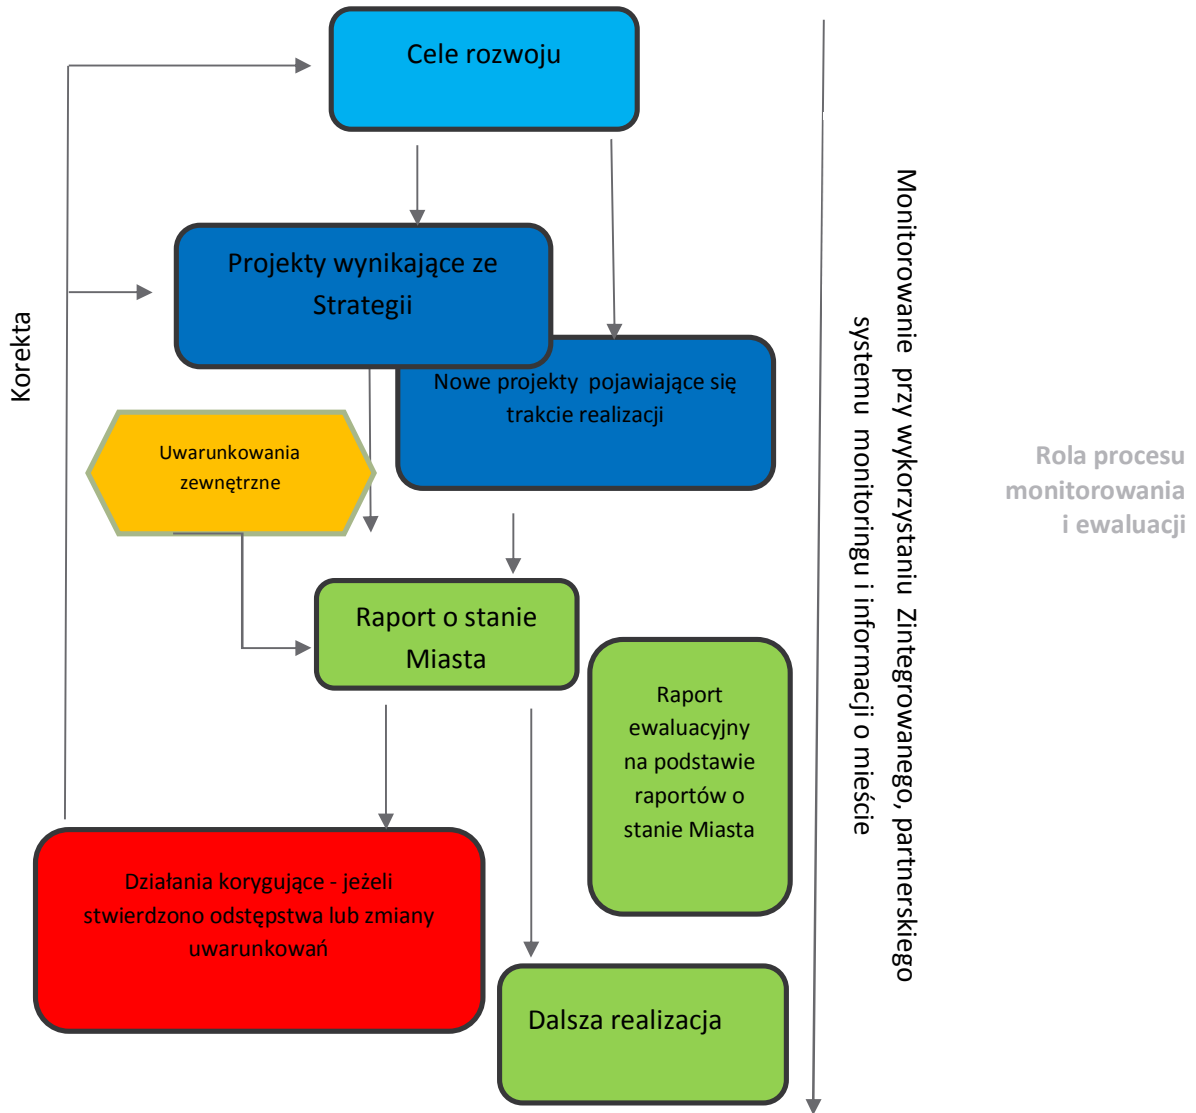 Cele rozwoju
Projekty wynikające ze
Strategii
Nowe projekty pojawiające się
trakcie realizacji
Korekta
Uwarunkowania
zewnętrzne
Raport o stanie
Miasta
Raport
ewaluacyjny
na podstawie
raportów o
stanie Miasta
Działania korygujące - jeżeli
stwierdzono odstępstwa lub zmiany
uwarunkowań
Dalsza realizacja
Monitorowanie przy wykorzystaniu Zintegrowanego, partnerskiego
systemu monitoringu i informacji o mieście
Rola procesu
monitorowania
i ewaluacji